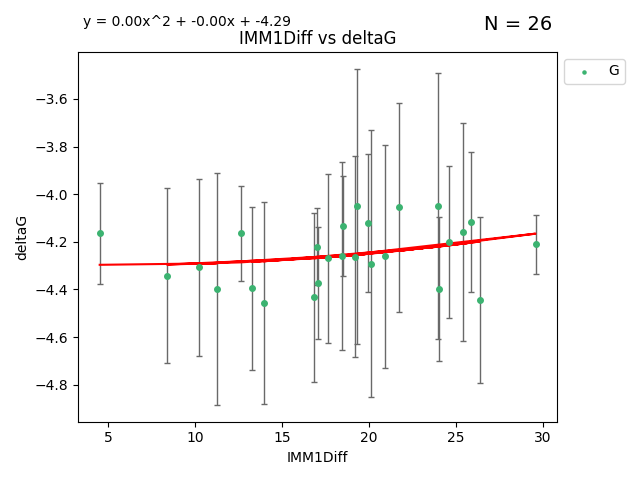 y = 0.00x^2 + -0.00x + -4.29
N = 26
IMM1Diff vs deltaG
G
−3.6
−3.8
−4.0
−4.2
−4.4
−4.6
−4.8
deltaG
5 10 15 20 25 30
IMM1Diff